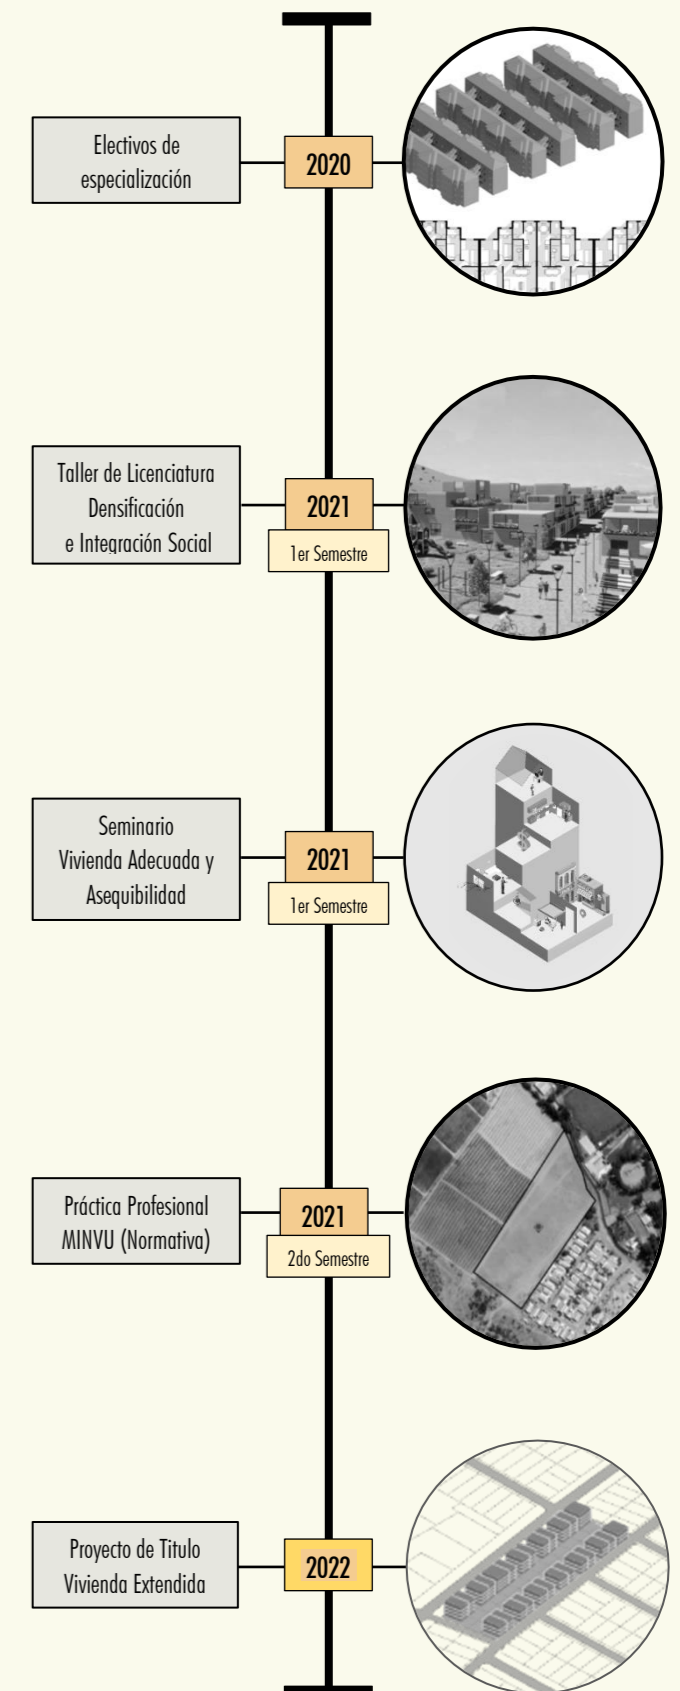 Electivos de
especialización
2020
Taller de Licenciatura
Densificación
e Integración Social
2021
1er Semestre
Seminario
Vivienda Adecuada y
Asequibilidad
2021
1er Semestre
Práctica Profesional
MINVU (Normativa)
2021
2do Semestre
Proyecto de Titulo
Vivienda Extendida
2022